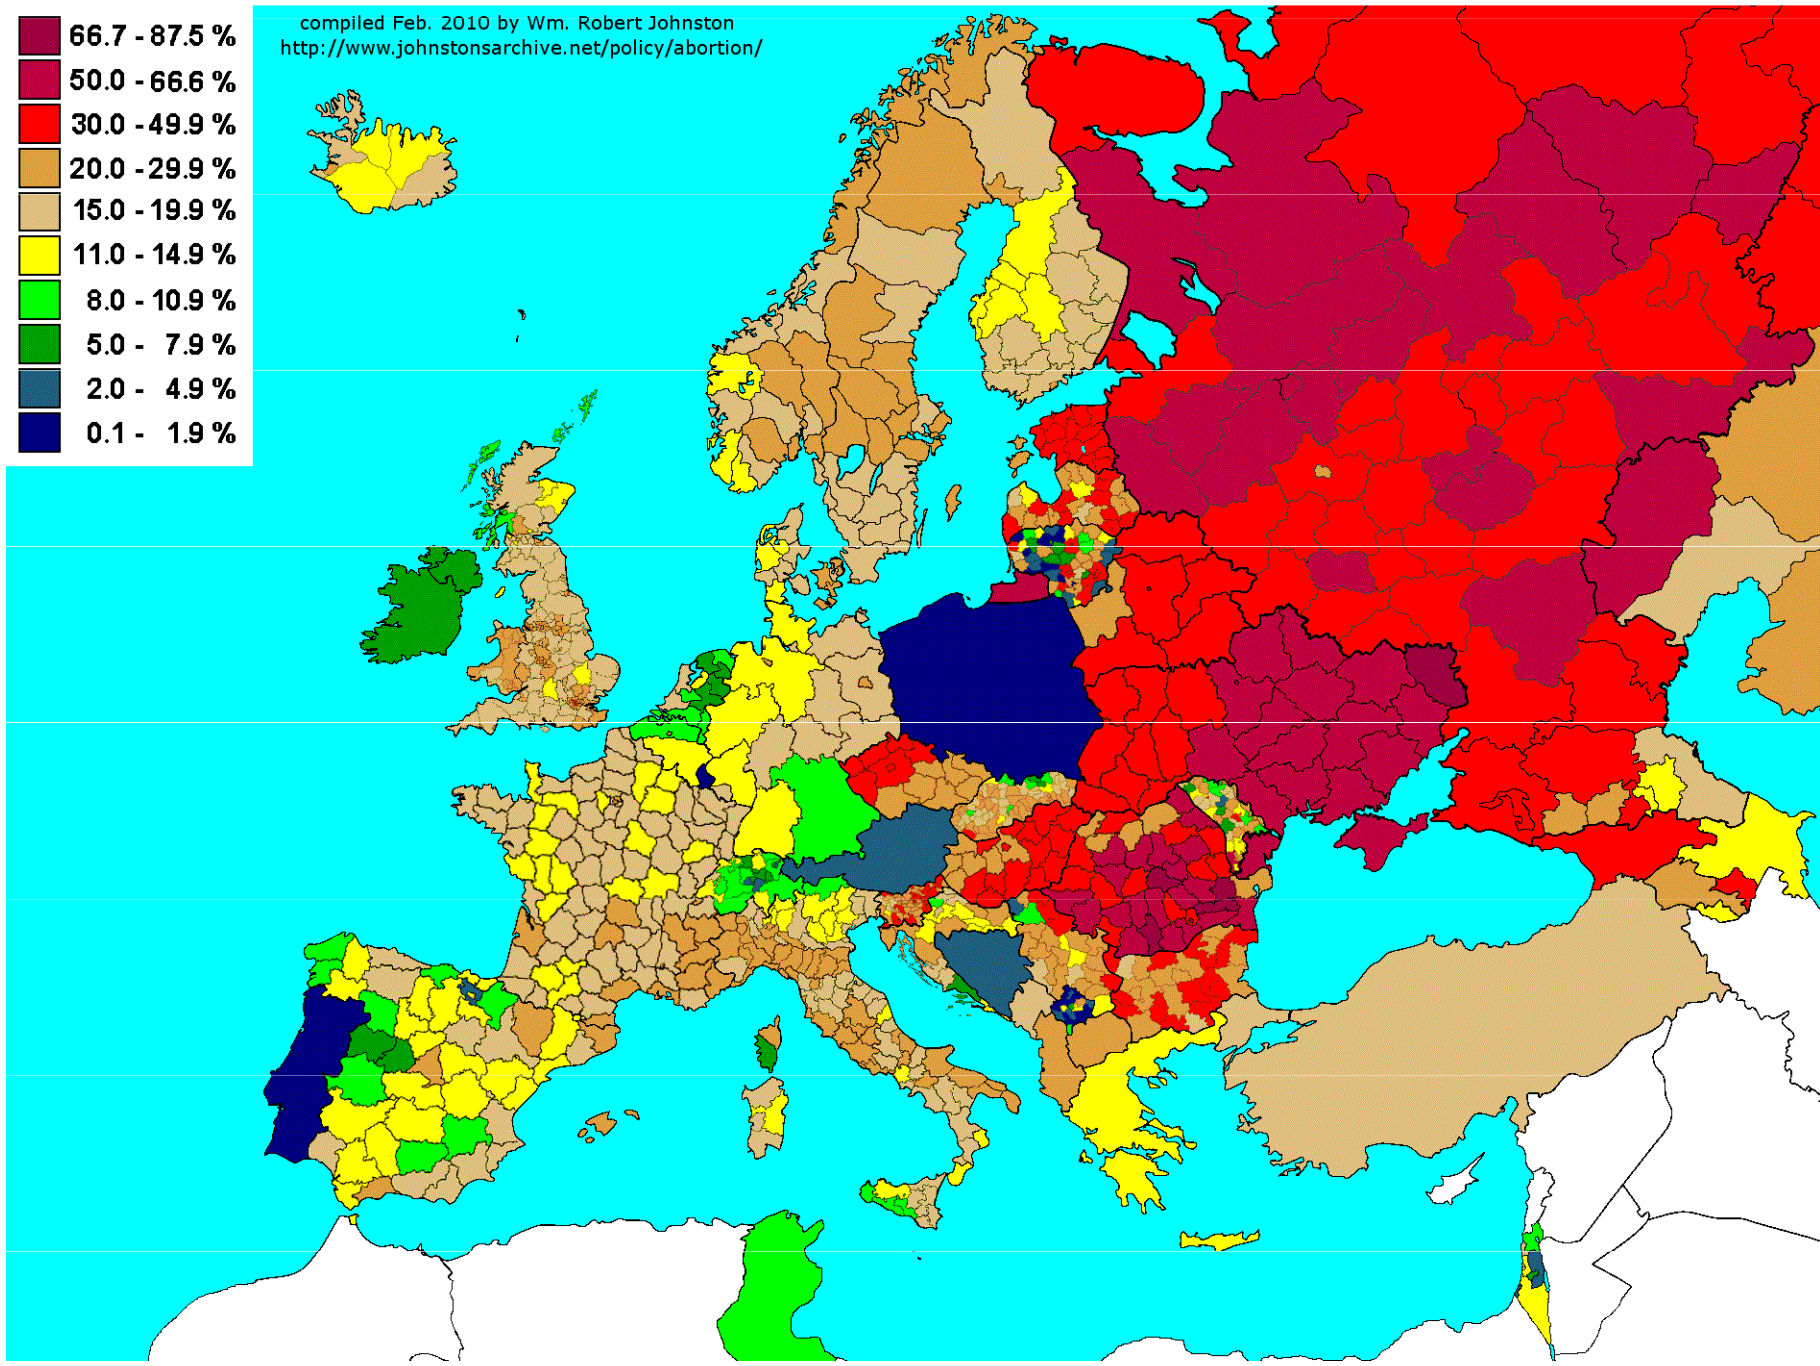 compiled Feb. 2010 by Wm. Robert Johnston
http://www.johnstonsarchive.net/policy/abortion/
66.7 - 87.5 %
50.0 - 66.6 %
30.0 - 49.9 %
20.0 - 29.9 %
15.0 - 19.9 %
11.0 - 14.9 %
8.0 - 10.9 %
5.0 - 7.9 %
2.0 - 4.9 %
0.1 - 1.9 %